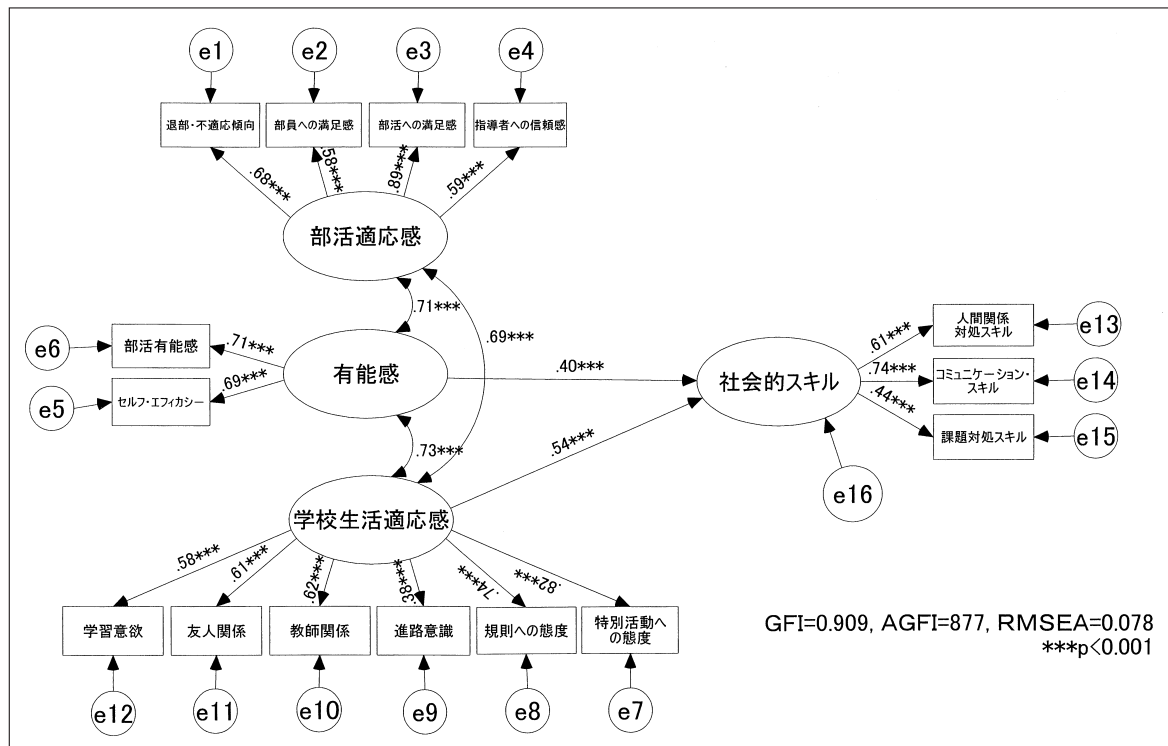 e1
e2
e3
e4
退部・不適応傾向
部員への満足感
部活への満足感
指導者への信頼感
.68***
.58***
.89***
.59***
部活適応感
.71***
.69***
e6
部活有能感
.71***
有能感
e5
セルフ・エフィカシー
.69***
.40***
社会的スキル
.61***
人間関係
対処スキル
e13
.74***
コミュニケーション・
スキル
e14
.44***
課題対処スキル
e15
e16
.73***
.54***
学校生活適応感
.58***
.61***
.62***
.38***
.74***
.82***
学習意欲
友人関係
教師関係
進路意識
規則への態度
特別活動へ
の態度
e12
e11
e10
e9
e8
e7
GFI=0.909, AGFI=877, RMSEA=0.078
***p<0.001